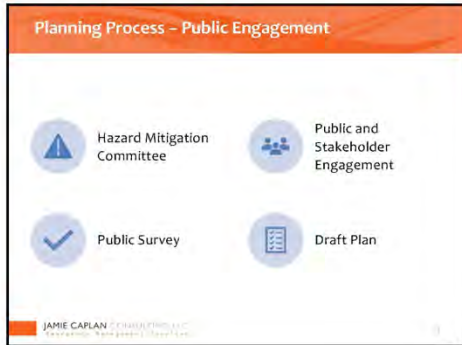 Planning Process – Public Engagement
Hazard Mitigation
Committee
Public and
Stakeholder
Engagement
Public Survey
Draft Plan
JAMIE CAPLAN CONSULTING LLC